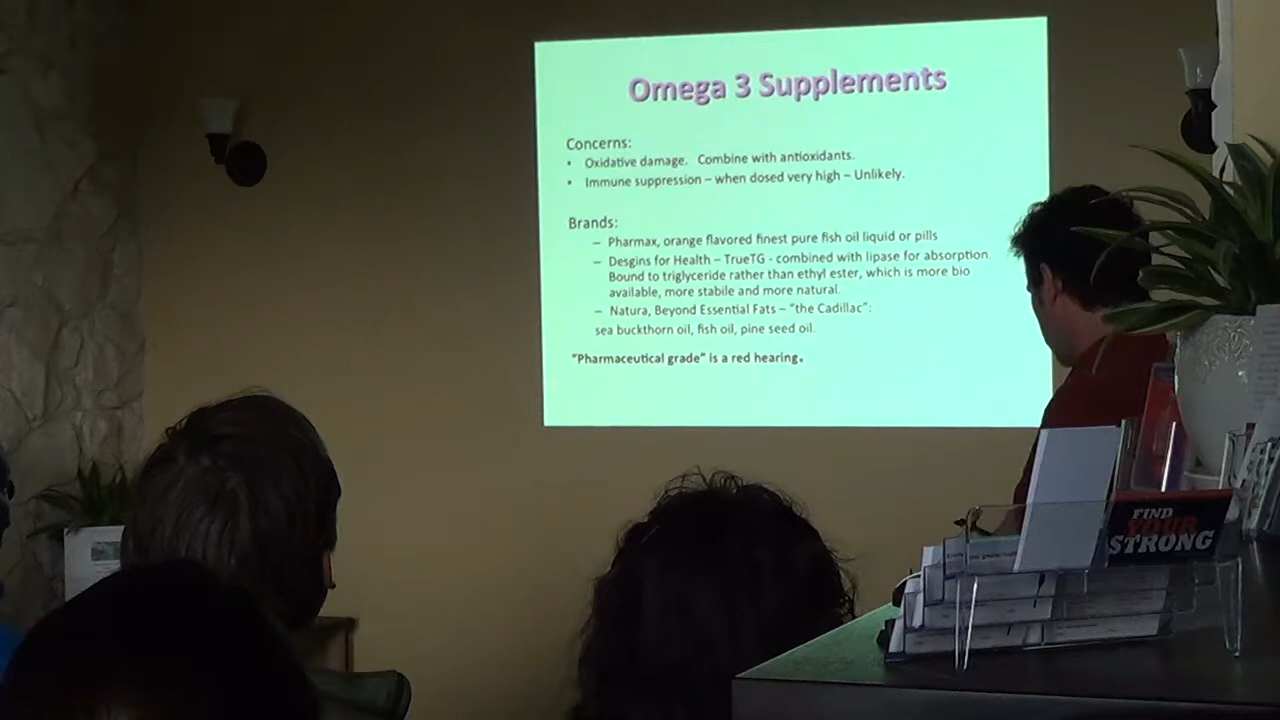 Omega 3 Supplements
Concerns:
• Oxidative damage. Combine with antioxidants.
• Immune suppression – when dosed very high – Unlikely.
Brands:
– Pharmax, orange flavored finest pure fish oil liquid or pills
– Desgins for Health – TrueTG - combined with lipase for absorption.
Bound to triglyceride rather than ethyl ester, which is more bio
available, more stabile and more natural.
– Natura, Beyond Essential Fats – “the Cadillac”:
sea buckthorn oil, fish oil, pine seed oil.
“Pharmaceutical grade” is a red hearing.
FIND
YOUR
STRONG